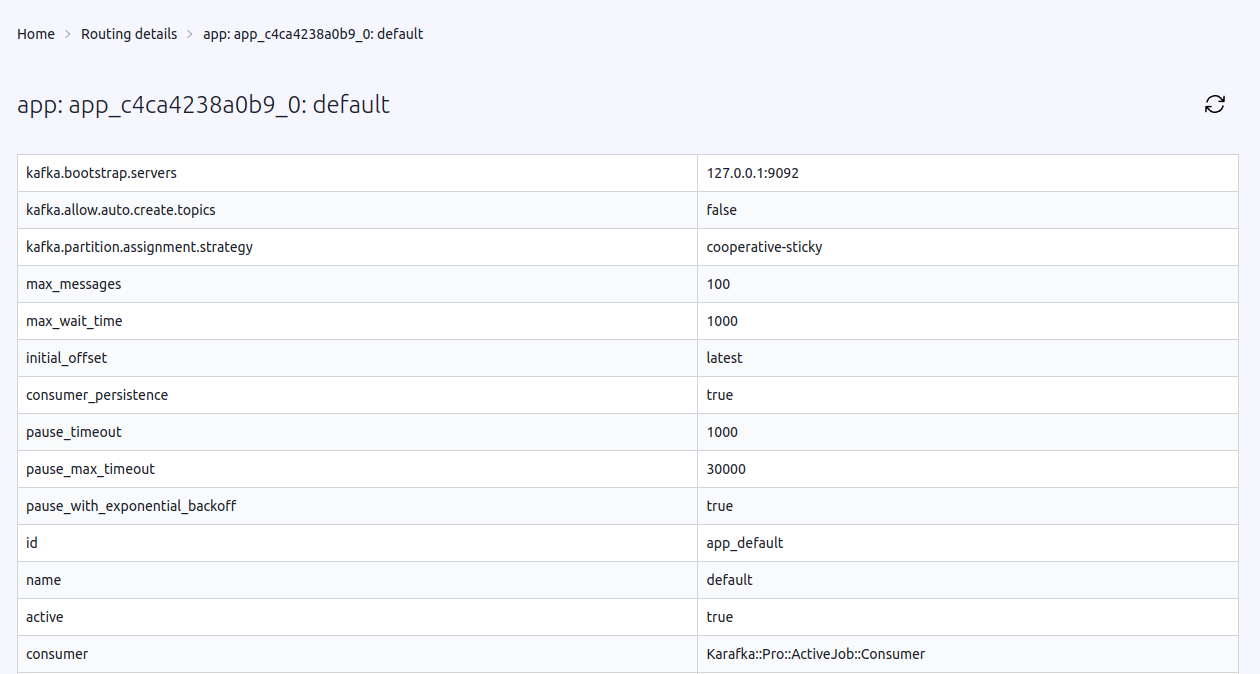 Home > Routing details > app: app_c4ca4238a0b9_0: default
app: app_c4ca4238a0b9_0: default
kafka.bootstrap.servers 127.0.0.1:9092
kafka.allow.auto.create.topics false
kafka.partition.assignment.strategy cooperative-sticky
max_messages 100
max_wait_time 1000
initial_offset latest
consumer_persistence true
pause_timeout 1000
pause_max_timeout 30000
pause_with_exponential_backoff true
id app_default
name default
active true
consumer Karafka::Pro::ActiveJob::Consumer